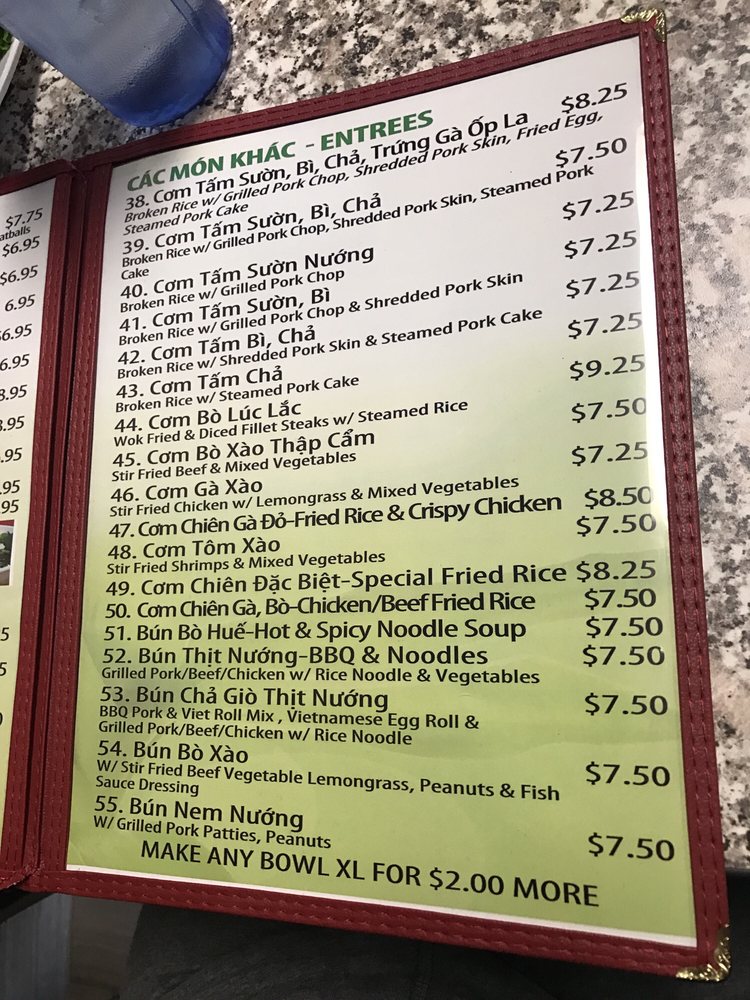 $7.75
atballs
$6.95
$6.95
6.95
6.95
6.95
8.95
8.95
.95
.95
.95
5
5
CÁC MÓN KHÁC - ENTREES
38. Cơm Tấm Sườn, Bì, Chả, Trứng Gà Ốp La $8.25
Broken Rice w/ Grilled Pork Chop, Shredded Pork Skin, Fried Egg,
Steamed Pork Cake
39. Cơm Tấm Sườn, Bì, Chả $7.50
Broken Rice w/ Grilled Pork Chop, Shredded Pork Skin, Steamed Pork
Cake
40. Cơm Tấm Sườn Nướng $7.25
Broken Rice w/ Grilled Pork Chop
41. Cơm Tấm Sườn, Bì $7.25
Broken Rice w/ Grilled Pork Chop & Shredded Pork Skin
42. Cơm Tấm Bì, Chả $7.25
Broken Rice w/ Shredded Pork Skin & Steamed Pork Cake
43. Cơm Tấm Chả $7.25
Broken Rice w/ Steamed Pork Cake
44. Cơm Bò Lúc Lắc $9.25
Wok Fried & Diced Fillet Steaks w/ Steamed Rice
45. Cơm Bò Xào Thập Cẩm $7.50
Stir Fried Beef & Mixed Vegetables
46. Cơm Gà Xào $7.25
Stir Fried Chicken w/ Lemongrass & Mixed Vegetables
47. Cơm Chiên Gà Đỏ-Fried Rice & Crispy Chicken $8.50
48. Cơm Tôm Xào $7.50
Stir Fried Shrimps & Mixed Vegetables
49. Cơm Chiên Đặc Biệt-Special Fried Rice $8.25
50. Cơm Chiên Gà, Bò-Chicken/Beef Fried Rice $7.50
51. Bún Bò Huế-Hot & Spicy Noodle Soup $7.50
52. Bún Thịt Nướng-BBQ & Noodles $7.50
Grilled Pork/Beef/Chicken w/ Rice Noodle & Vegetables
53. Bún Chả Giò Thịt Nướng $7.50
BBQ Pork & Viet Roll Mix , Vietnamese Egg Roll &
Grilled Pork/Beef/Chicken w/ Rice Noodle
54. Bún Bò Xào $7.50
W/ Stir Fried Beef Vegetable Lemongrass, Peanuts & Fish
Sauce Dressing
55. Bún Nem Nướng $7.50
W/ Grilled Pork Patties, Peanuts
MAKE ANY BOWL XL FOR $2.00 MORE